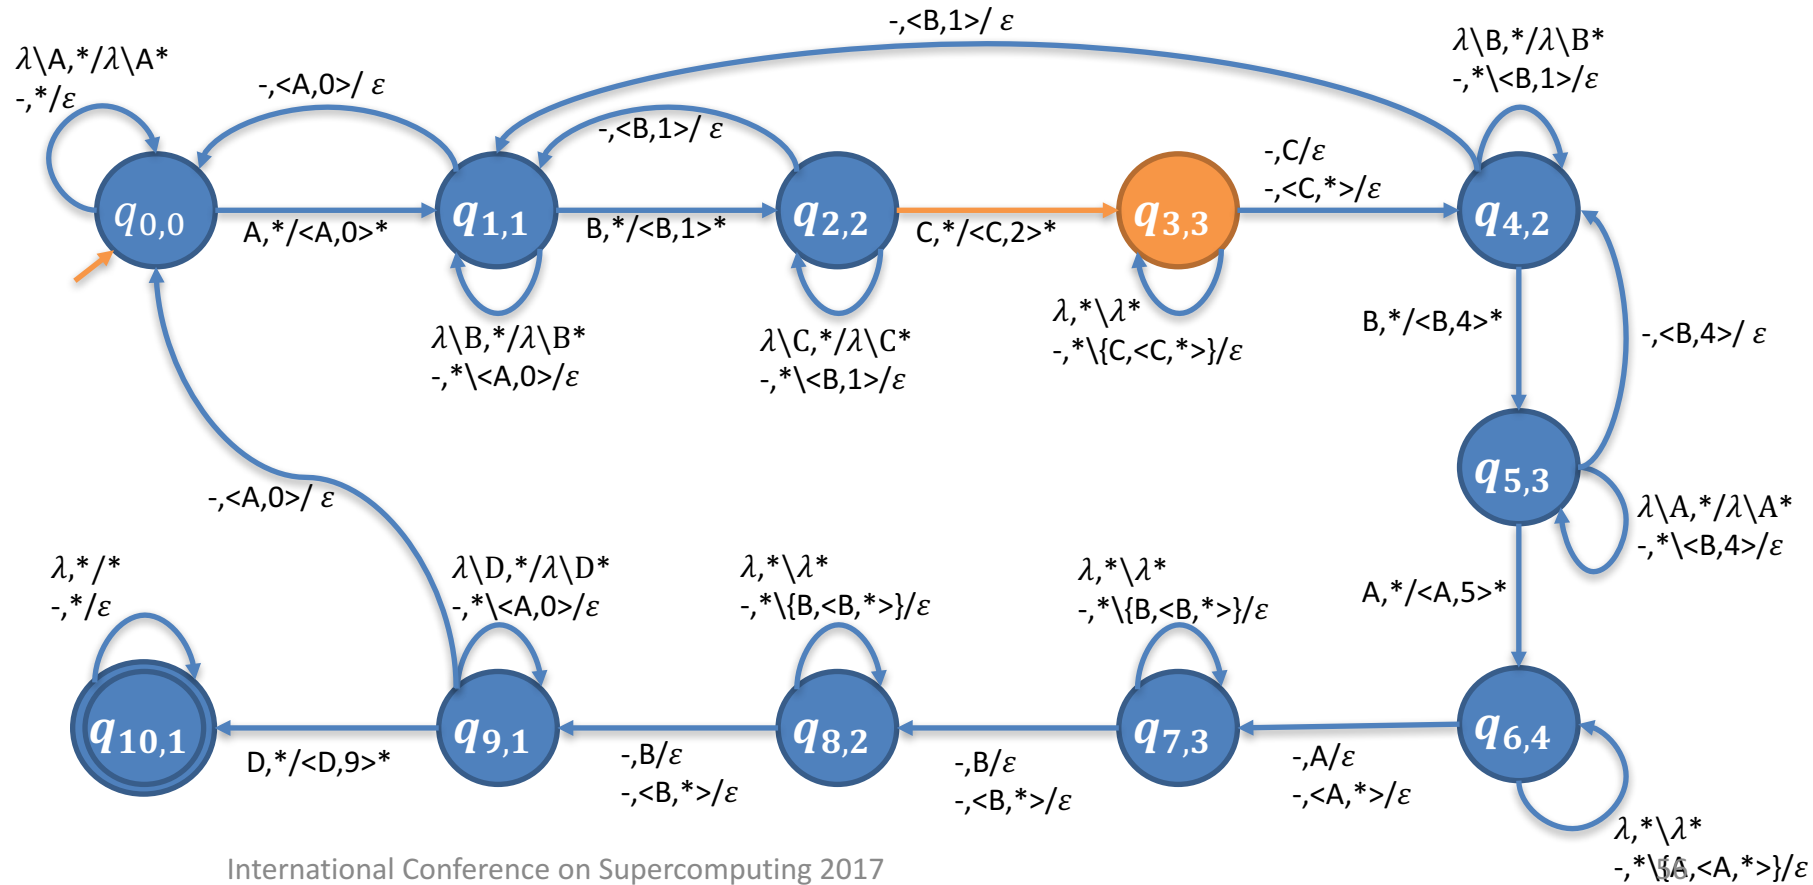 -,<B,1>/ ε
λ\A,*/λ\A*
-,*/ε
-,<A,0>/ ε
-,<B,1>/ ε
λ\B,*/λ\B*
-,*\<B,1>/ε
-,C/ε
-,<C,*>/ε
q0,0
A,*/<A,0>*
q1,1
B,*/<B,1>*
q2,2
C,*/<C,2>*
q3,3
q4,2
λ\B,*/λ\B*
-,*\<A,0>/ε
λ\C,*/λ\C*
-,*\<B,1>/ε
λ,*\λ*
-,*\{C,<C,*>}/ε
B,*/<B,4>*
-,<B,4>/ ε
q5,3
-,<A,0>/ ε
λ\A,*/λ\A*
-,*\<B,4>/ε
A,*/<A,5>*
λ,*/*
-,*/ε
λ\D,*/λ\D*
-,*\<A,0>/ε
λ,*\λ*
-,*\{B,<B,*>}/ε
λ,*\λ*
-,*\{B,<B,*>}/ε
q10,1
D,*/<D,9>*
q9,1
-,B/ε
-,<B,*>/ε
q8,2
-,B/ε
-,<B,*>/ε
q7,3
-,A/ε
-,<A,*>/ε
q6,4
λ,*\λ*
-,*\{A,<A,*>}/ε
International Conference on Supercomputing 2017
56